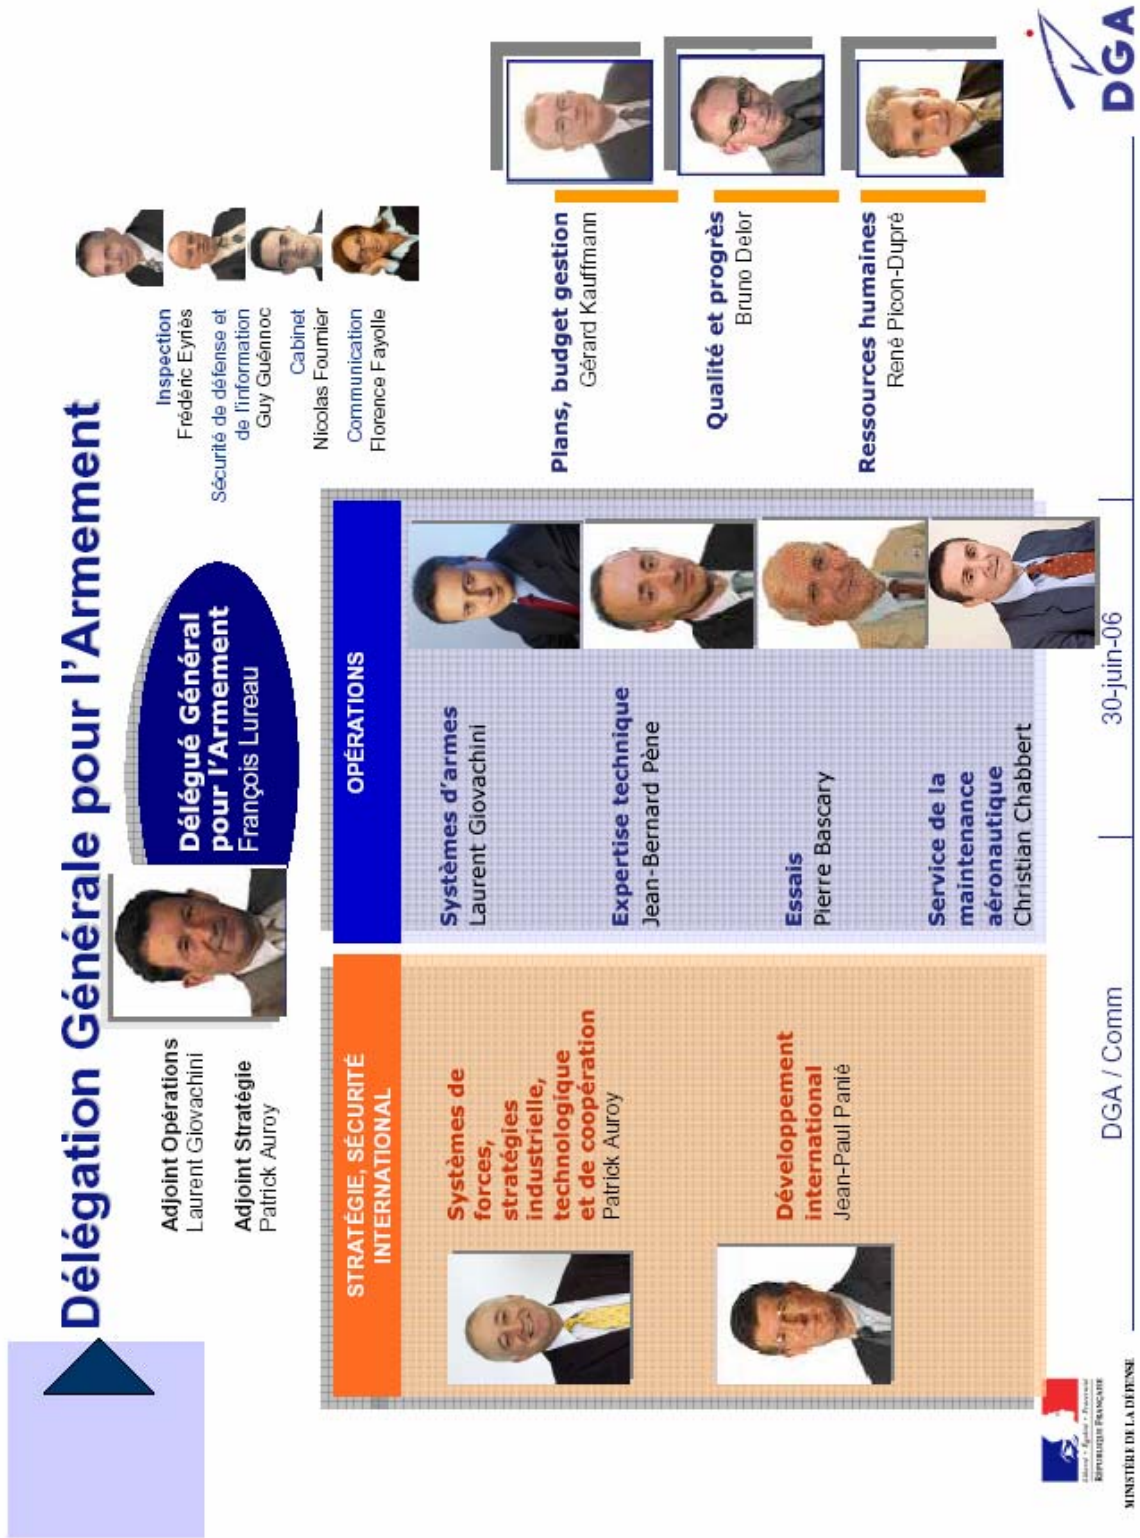 Délégation Générale pour l'Armement
Adjoint Opérations
Laurent Giovachini
Adjoint Stratégie
Patrick Auroy
Délégué Général
pour l'Armement
François Lureau
Inspection
Frédéric Eyriès
Sécurité de défense et
de l'information
Guy Guénnoc
Cabinet
Nicolas Fournier
Communication
Florence Fayolle
STRATÉGIE, SÉCURITÉ
INTERNATIONAL
Systèmes de
forces,
stratégies
industrielle,
technologique
et de coopération
Patrick Auroy
Développement
international
Jean-Paul Panié
OPÉRATIONS
Systèmes d'armes
Laurent Giovachini
Expertise technique
Jean-Bernard Pène
Essais
Pierre Bascary
Service de la
maintenance
aéronautique
Christian Chabbert
Plans, budget gestion
Gérard Kauffmann
Qualité et progrès
Bruno Delor
Ressources humaines
René Picon-Dupré
Liberté • Égalité • Fraternité
RÉPUBLIQUE FRANÇAISE
MINISTÈRE DE LA DÉFENSE
DGA / Comm
30-juin-06
DGA